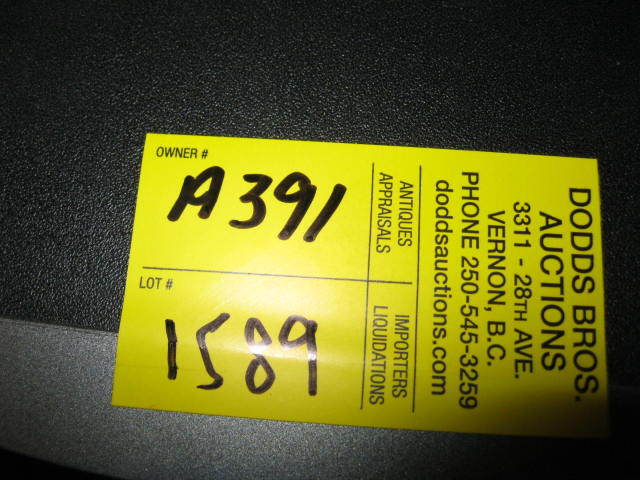 OWNER #
A391
LOT #
1589
ANTIQUES
APPRAISALS
IMPORTERS
LIQUIDATIONS
DODDS BROS.
AUCTIONS
3311 - 28TH AVE.
VERNON, B.C.
PHONE 250-545-3259
doddsauctions.com